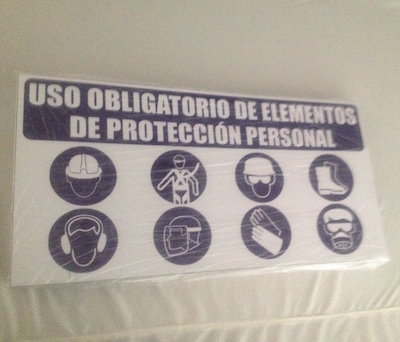 USO OBLIGATORIO DE ELEMENTOS
DE PROTECCIÓN PERSONAL